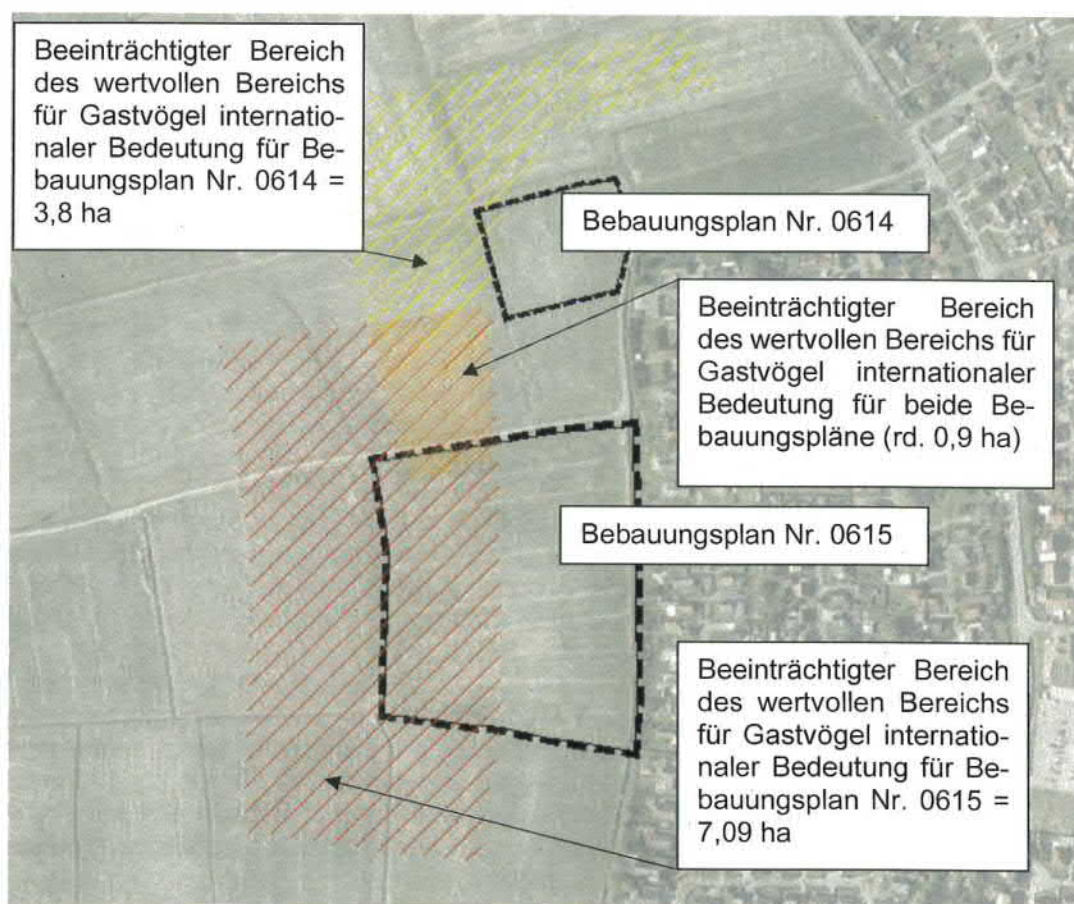 Beeinträchtigter Bereich
des wertvollen Bereichs
für Gastvögel internatio-
naler Bedeutung für Be-
bauungsplan Nr. 0614 =
3,8 ha
Bebauungsplan Nr. 0614
Beeinträchtigter Bereich
des wertvollen Bereichs für
Gastvögel internationaler
Bedeutung für beide Be-
bauungspläne (rd. 0,9 ha)
Bebauungsplan Nr. 0615
Beeinträchtigter Bereich
des wertvollen Bereichs
für Gastvögel internatio-
naler Bedeutung für Be-
bauungsplan Nr. 0615 =
7,09 ha